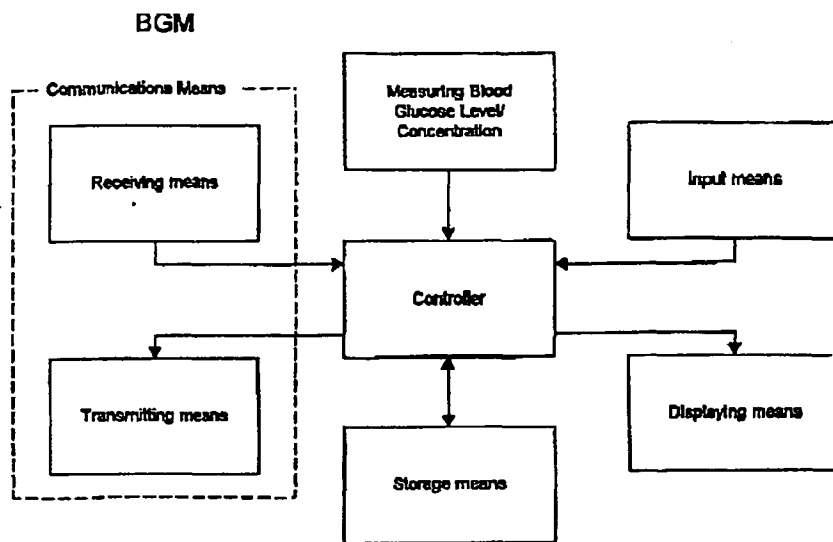 BGM
Communications Means
Measuring Blood
Glucose Level/
Concentration
Receiving means
Input means
Controller
Transmitting means
Displaying means
Storage means